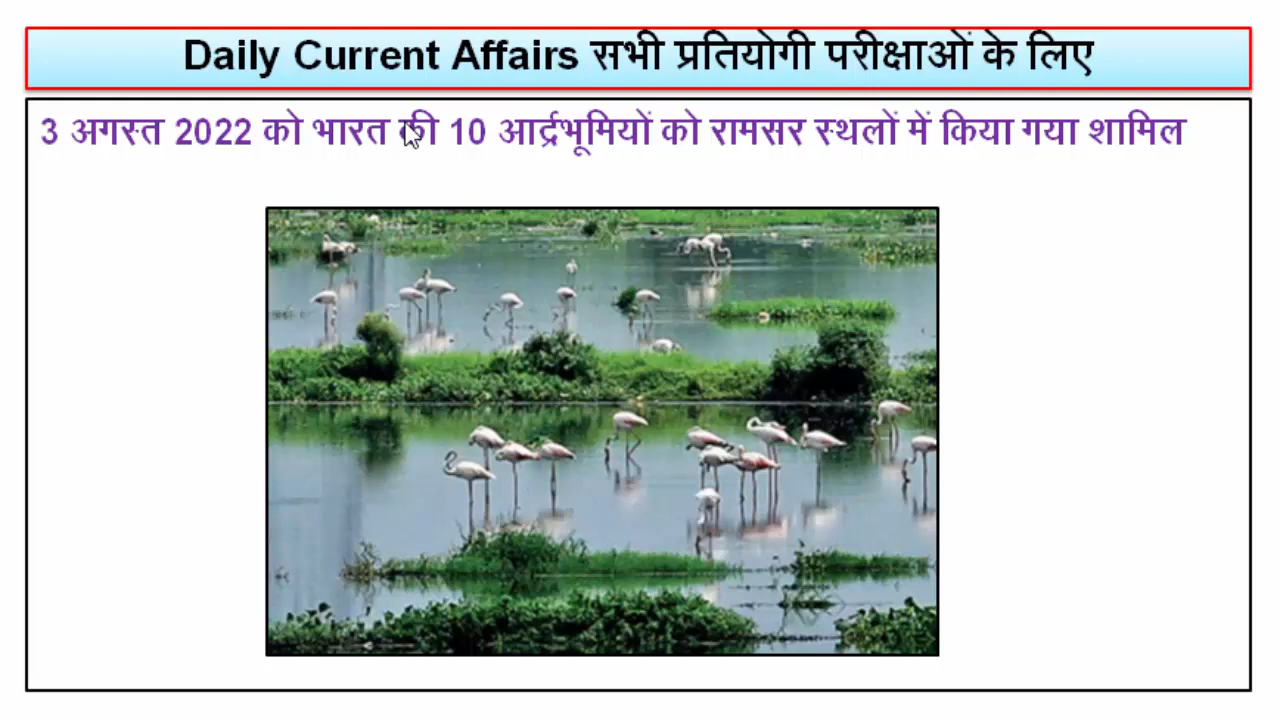 Daily Current Affairs सभी प्रतियोगी परीक्षाओं के लिए
3 अगस्त 2022 को भारत की 10 आर्द्रभूमियों को रामसर स्थलों में किया गया शामिल